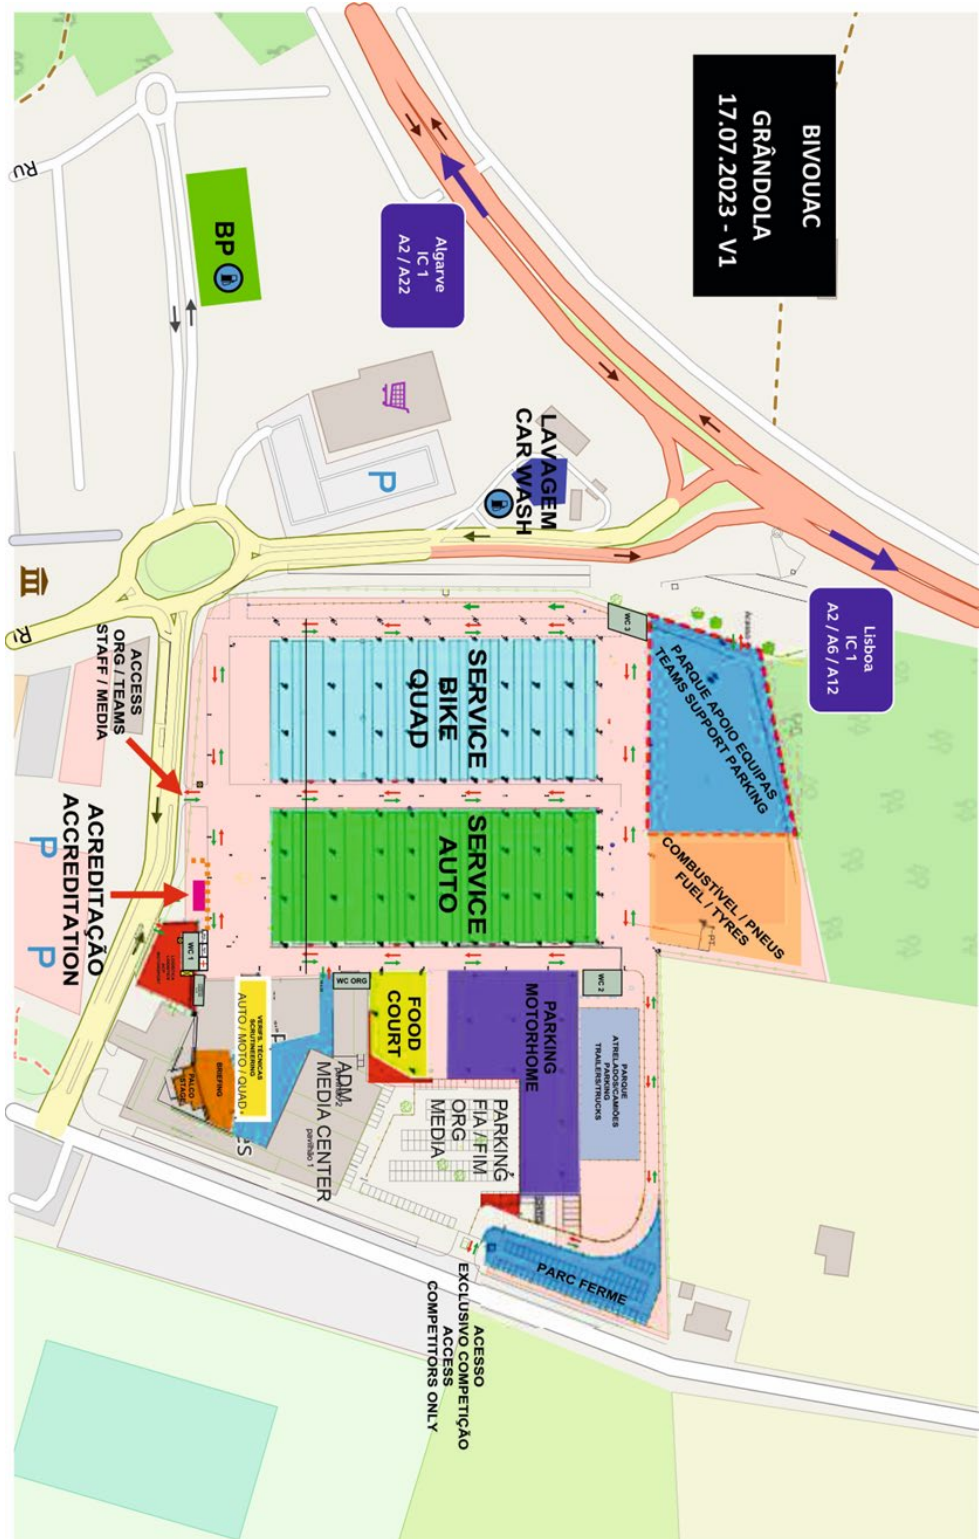 BIVOUAC
GRÂNDOLA
17.07.2023 - V1
Lisboa
IC 1
A2 / A6 / A12
Algarve
IC 1
A2 / A22
BP
P
LAVAGEM
CAR WASH
Ru
R
ACCESS
ORG / TEAMS
STAFF / MEDIA
ACREDITAÇÃO
ACCREDITATION
P
P
SERVICE
BIKE
QUAD
SERVICE
AUTO
WC 3
PARQUE APOIO EQUIPAS
TEAMS SUPPORT PARKING
COMBUSTÍVEL / PNEUS
FUEL / TYRES
PT
WC 1
WC ORG
WC 2
FOOD
COURT
PARKING
MOTORHOME
PARQUE
ATRELADOS/CAMIÕES
PARKING
TRAILERS/TRUCKS
VERIFS. TÉCNICAS
SCRUTINEERING
AUTO / MOTO / QUAD
BRIEFING
PALCO
STAGE
ADM
MEDIA CENTER
pavilhão 1
PARKING
FIA / FIM
ORG
MEDIA
PARC FERME
ACESSO
EXCLUSIVO COMPETIÇÃO
ACCESS
COMPETITORS ONLY